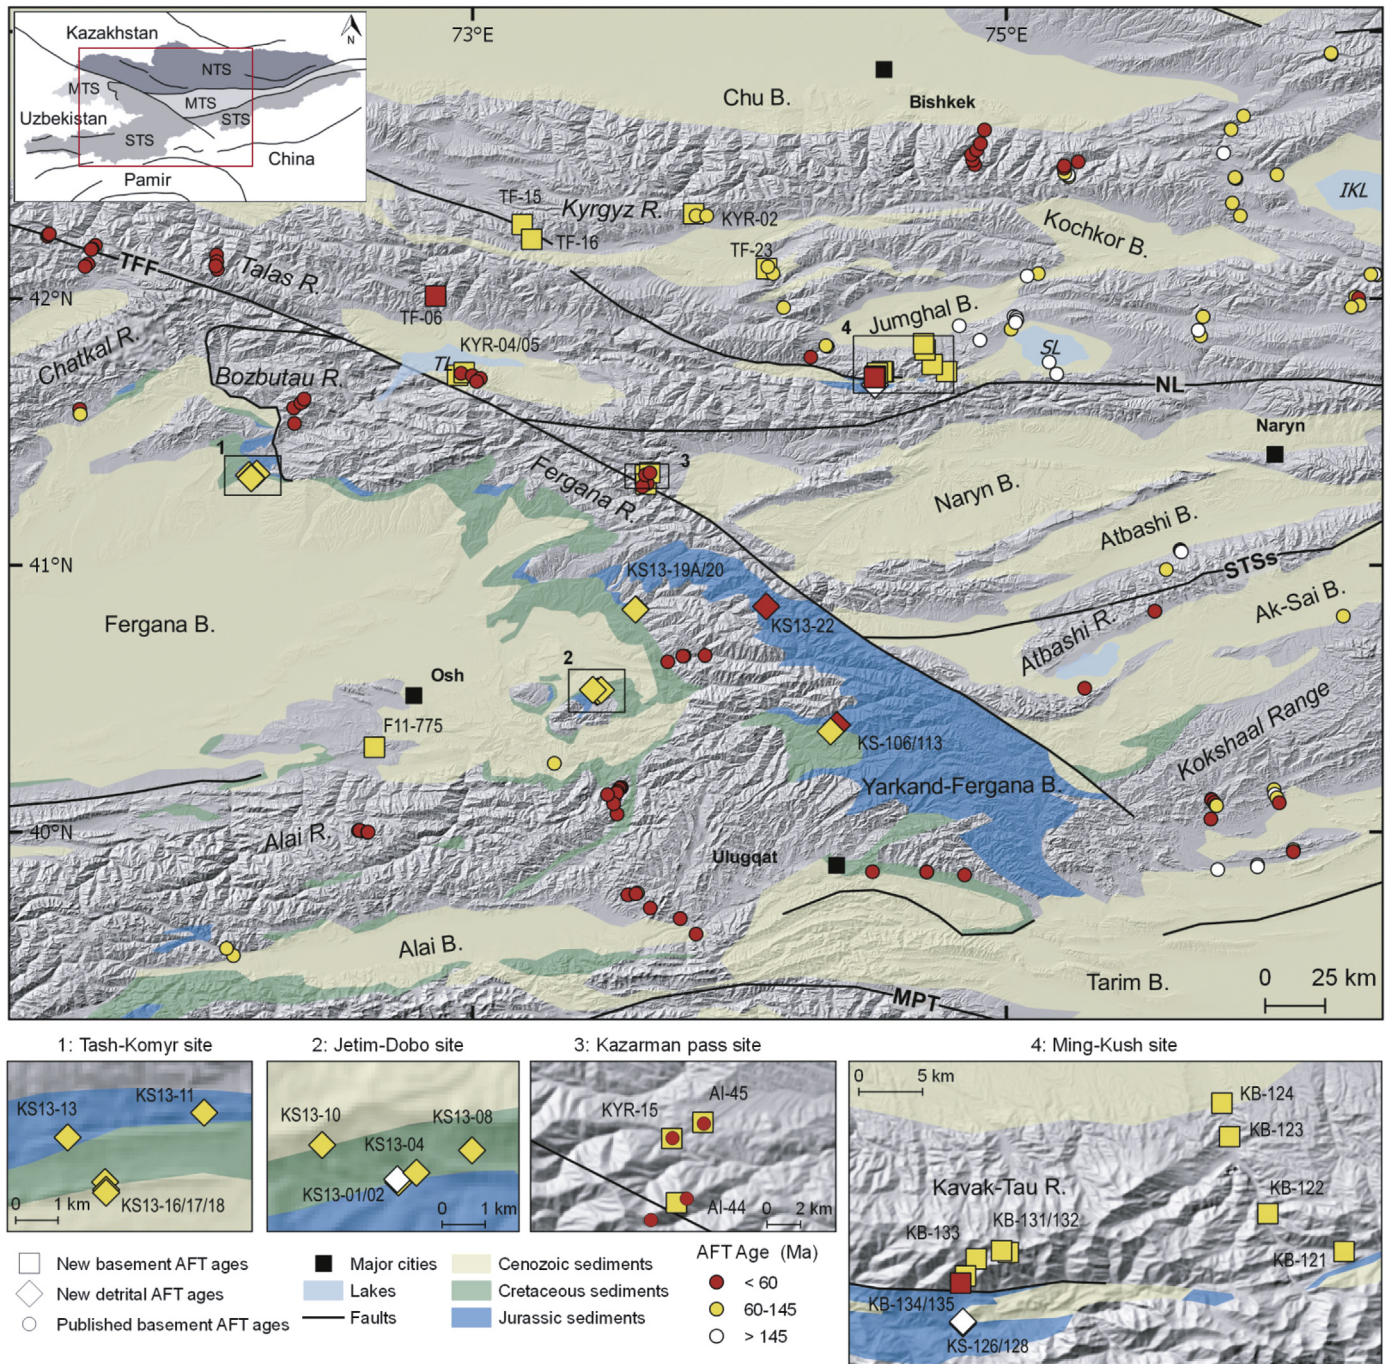 Kazakhstan
N
NTS
MTS
MTS
Uzbekistan
STS
STS
China
Pamir
73°E
75°E
Chu B.
Bishkek
IKL
TF-15
Kyrgyz R.
KYR-02
TF-16
TF-23
Kochkor B.
TFF
Talas R.
42°N
TF-06
Jumghal B.
4
KYR-04/05
SL
Chatkal R.
TL
Bozbutau R.
NL
Naryn
1
3
Fergana R.
Naryn B.
Atbashi B.
41°N
KS13-19A/20
STSs
Ak-Sai B.
Fergana B.
KS13-22
Atbashi R.
2
Osh
F11-775
KS-106/113
Kokshaal Range
Yarkand-Fergana B.
40°N
Alai R.
Ulugqat
Alai B.
Tarim B.
0 25 km
MPT
1: Tash-Komyr site
KS13-13
KS13-11
KS13-16/17/18
0 1 km
2: Jetim-Dobo site
KS13-10
KS13-08
KS13-04
KS13-01/02
0 1 km
3: Kazarman pass site
AI-45
KYR-15
AI-44
0 2 km
4: Ming-Kush site
0 5 km
KB-124
KB-123
Kavak-Tau R.
KB-122
KB-133
KB-131/132
KB-121
KB-134/135
KS-126/128
New basement AFT ages
New detrital AFT ages
Published basement AFT ages
Major cities
Lakes
Faults
Cenozoic sediments
Cretaceous sediments
Jurassic sediments
AFT Age (Ma)
< 60
60-145
> 145